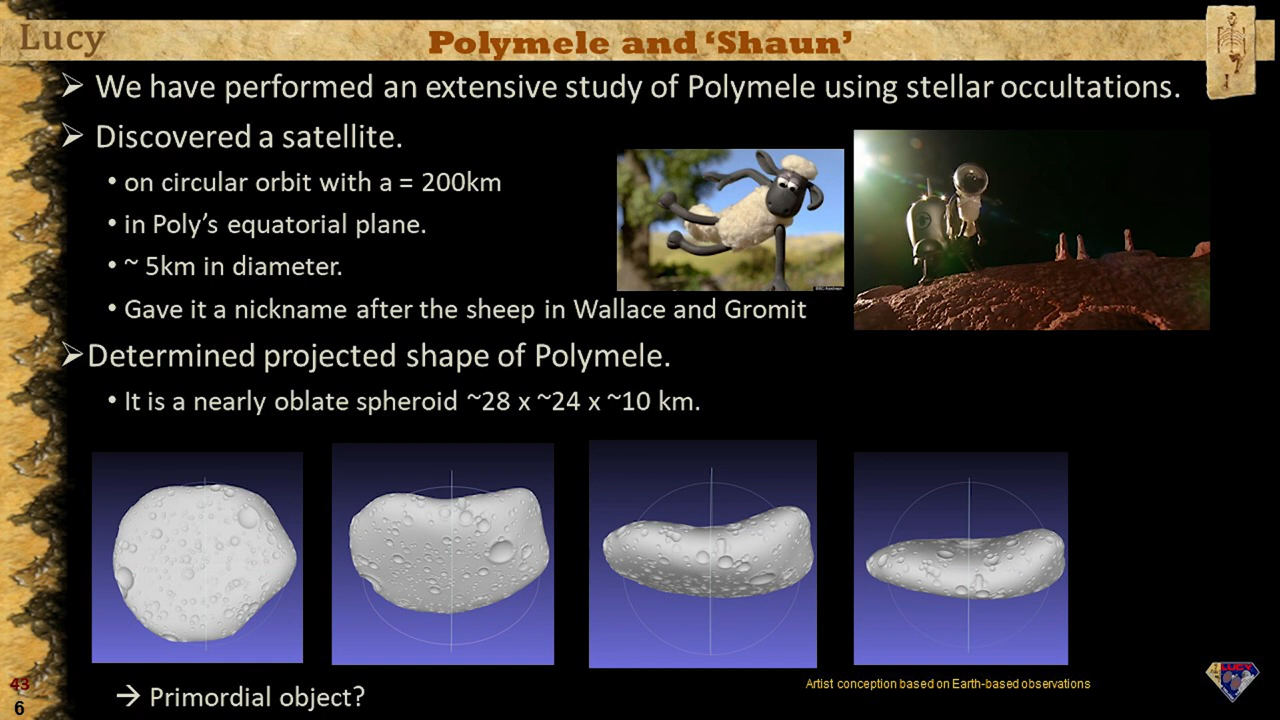 Lucy
Polymele and ‘Shaun’
➢ We have performed an extensive study of Polymele using stellar occultations.
➢ Discovered a satellite.
• on circular orbit with a = 200km
• in Poly’s equatorial plane.
• ~ 5km in diameter.
• Gave it a nickname after the sheep in Wallace and Gromit
➢Determined projected shape of Polymele.
• It is a nearly oblate spheroid ~28 x ~24 x ~10 km.
→ Primordial object?
Artist conception based on Earth-based observations
43
6
LUCY